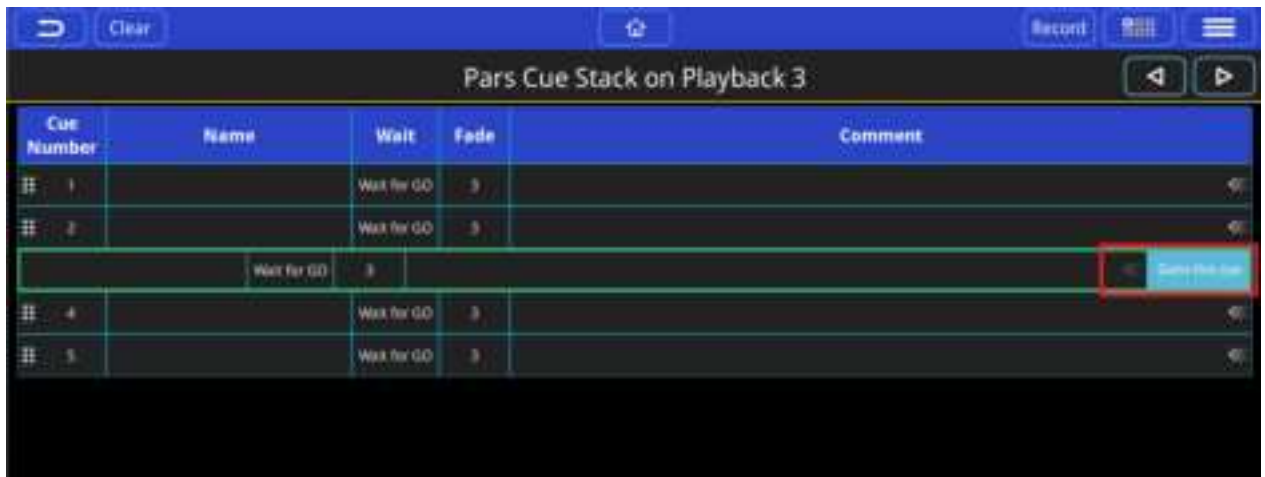 Clear
Record
Pars Cue Stack on Playback 3
Cue Number Name Wait Fade Comment
1 Wait for GO 3
2 Wait for GO 3
Wait for GO 3
4 Wait for GO 3
5 Wait for GO 3